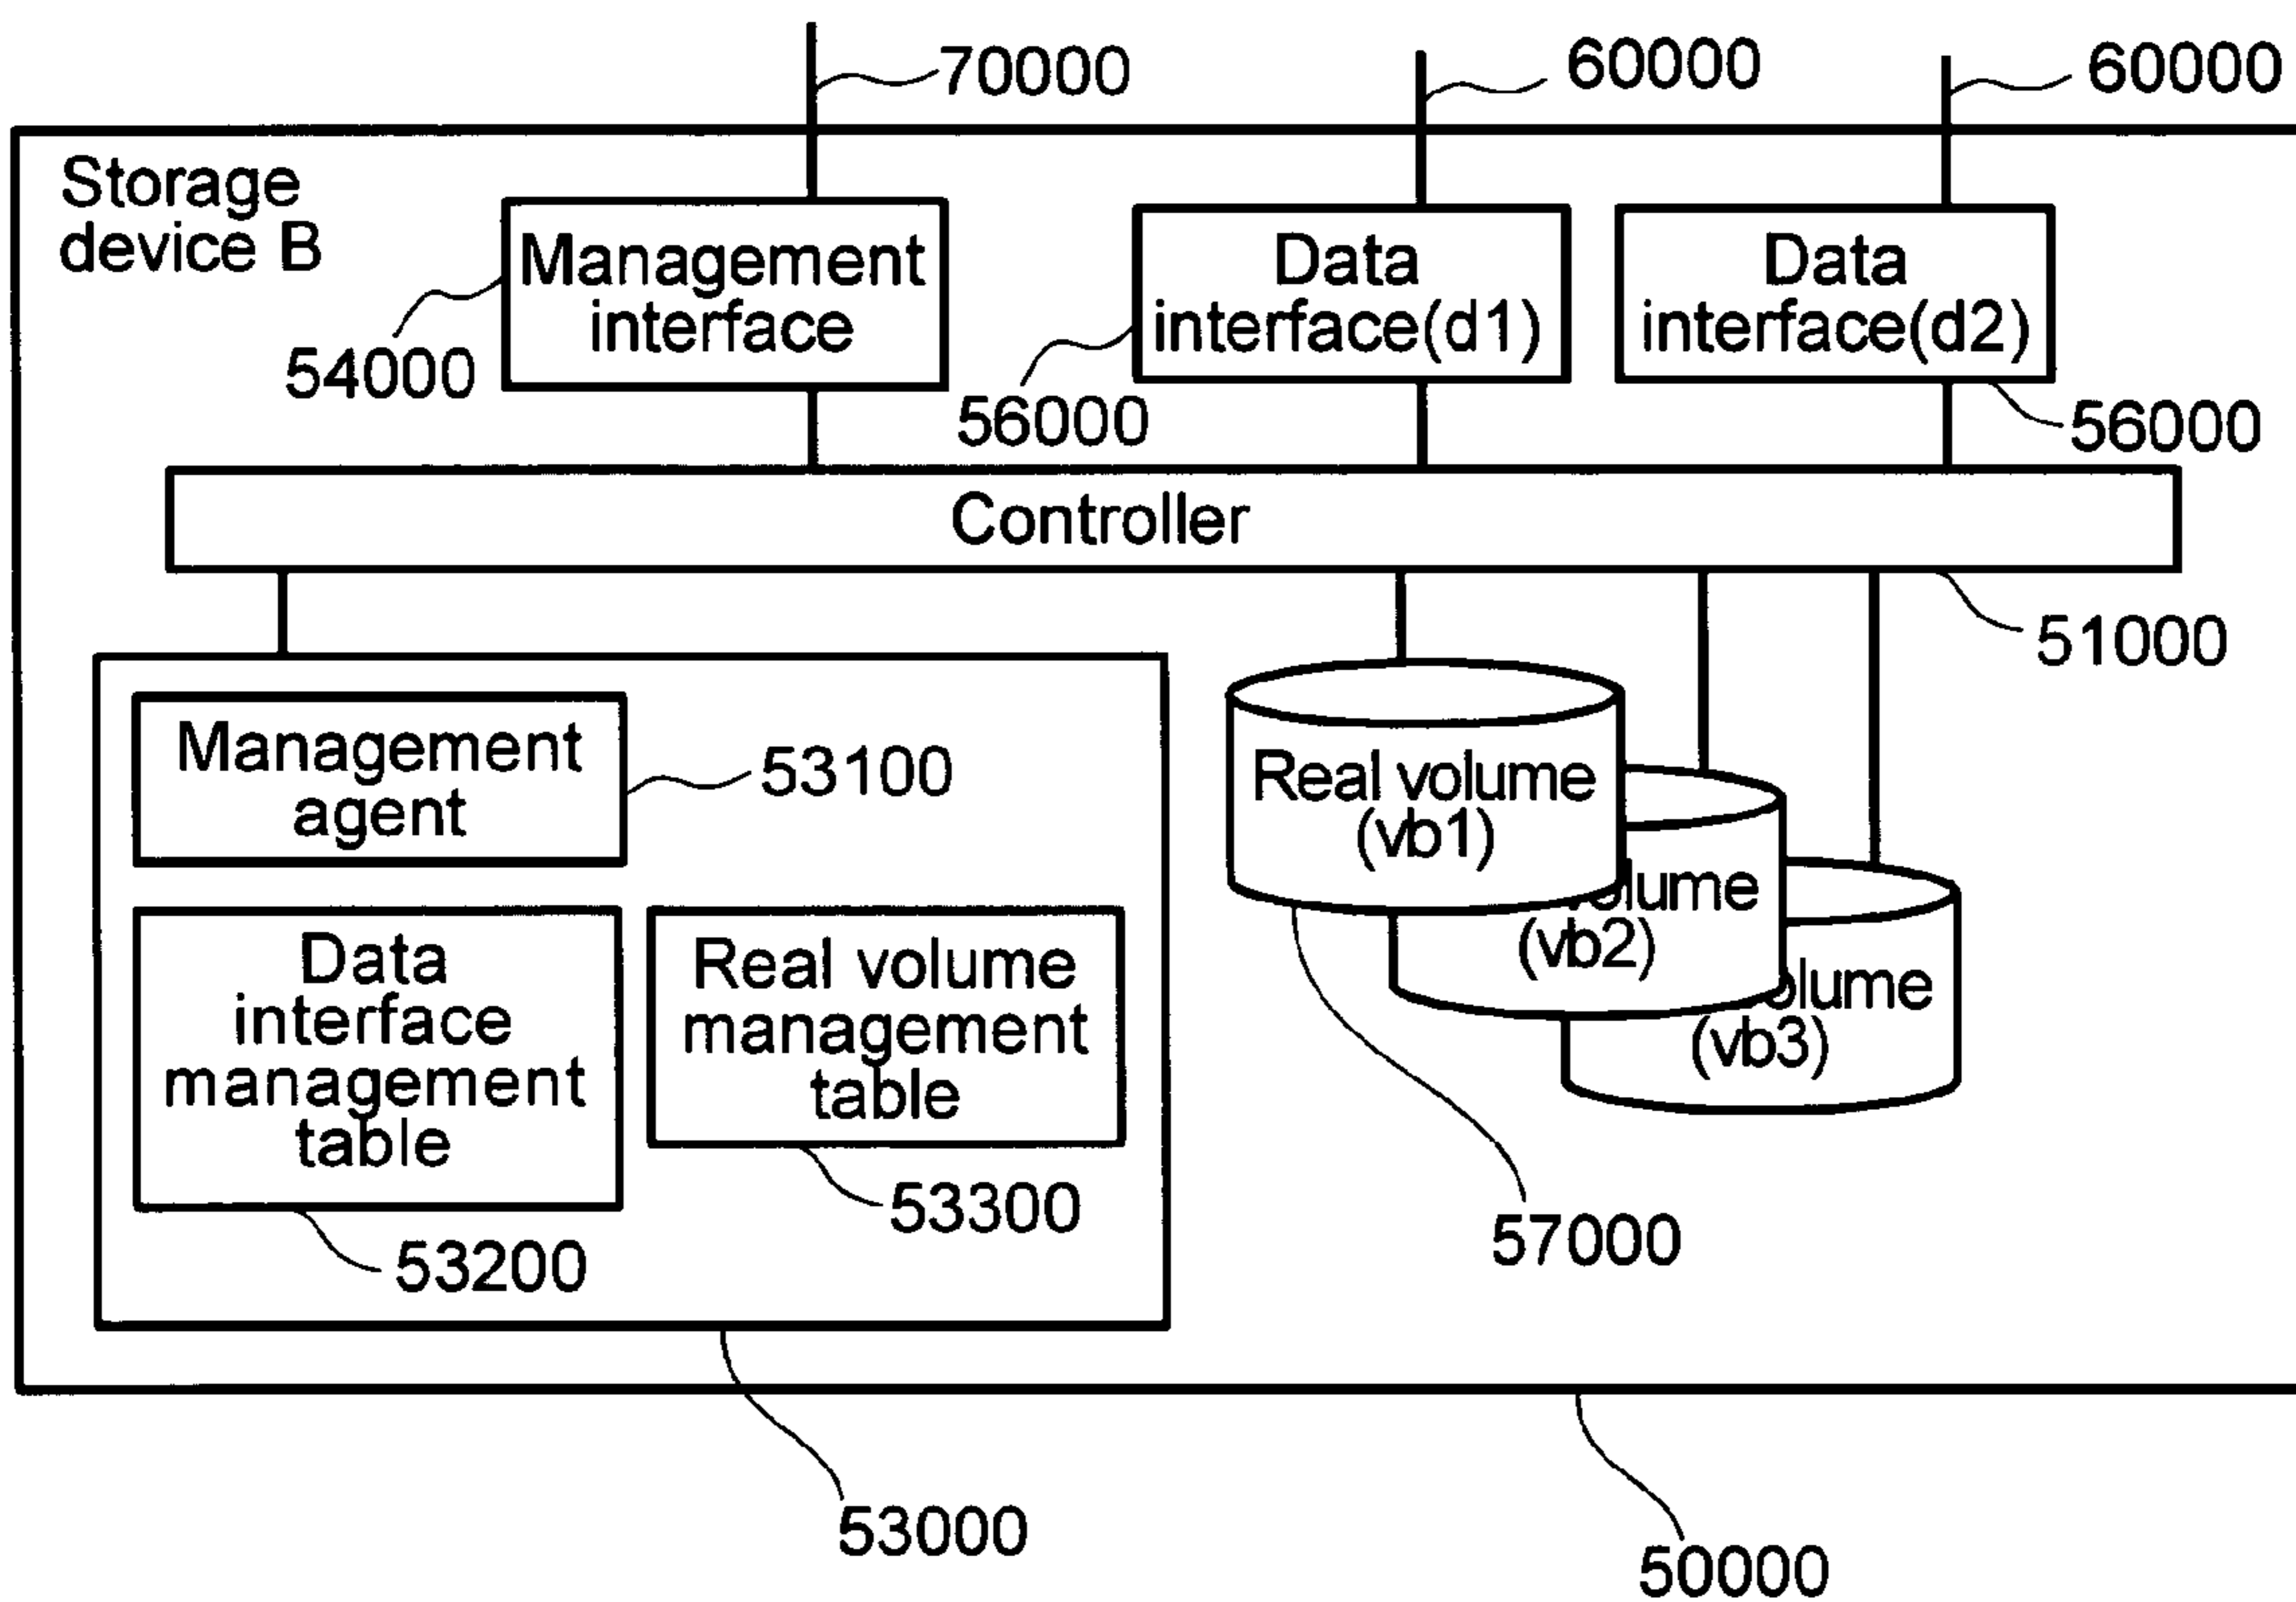 70000
60000
60000
Storage
device B
Management
interface
Data
interface(d1)
Data
interface(d2)
54000
56000
56000
Controller
51000
Management
agent
53100
Real volume
(vb1)
(vb2)
(vb3)
Data
interface
management
table
Real volume
management
table
53300
53200
57000
53000
50000